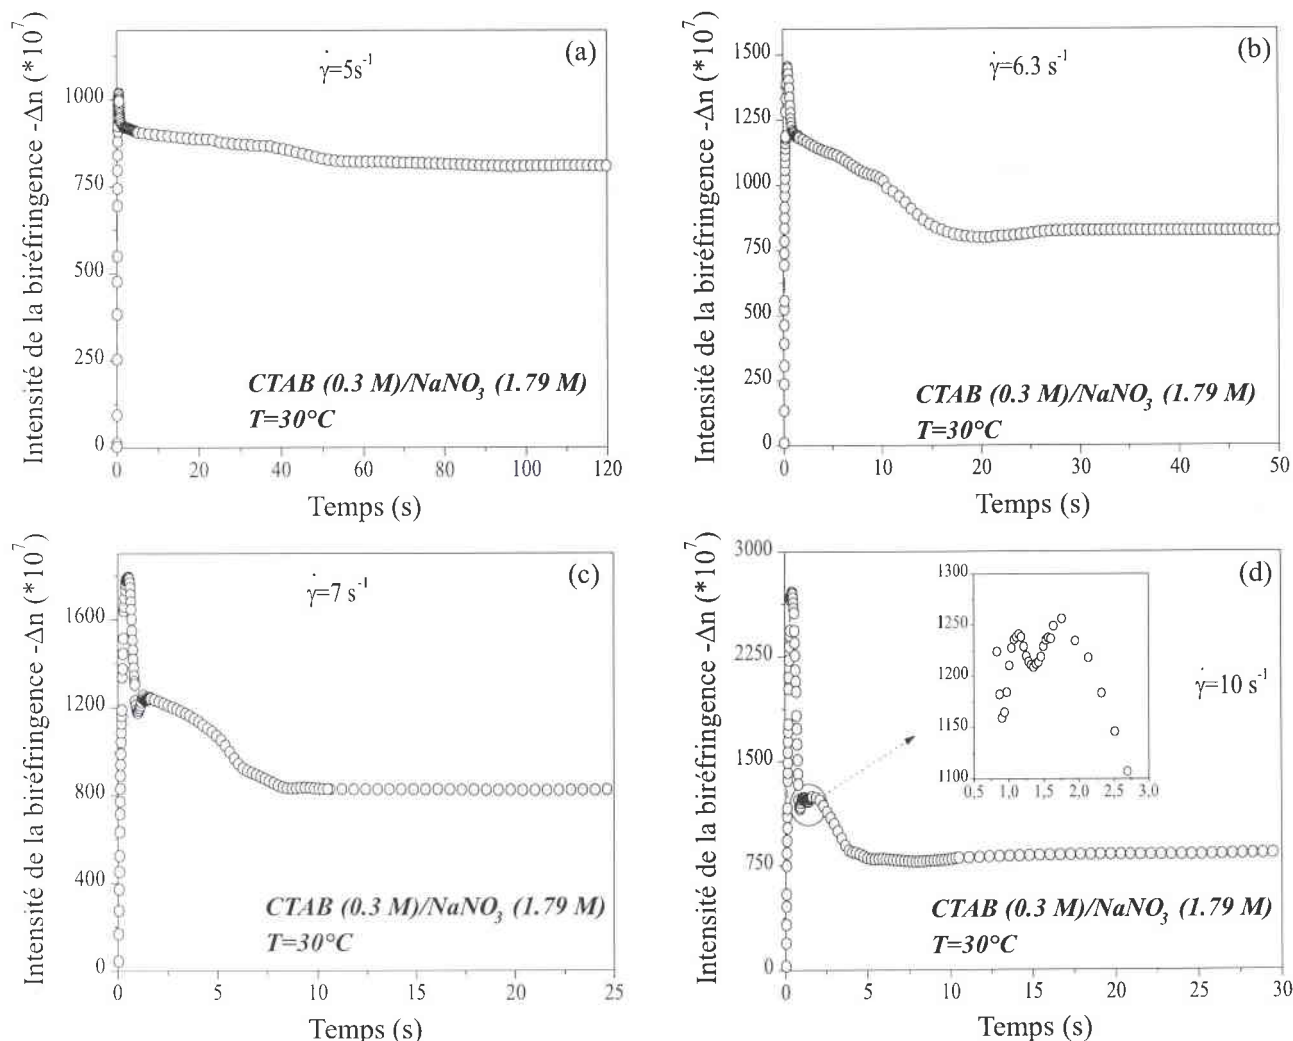 Intensité de la biréfringence -Δn (*10⁷)
(a)
γ̇=5s⁻¹
1000
750
500
250
0
CTAB (0.3 M)/NaNO₃ (1.79 M)
T=30°C
0 20 40 60 80 100 120
Temps (s)
Intensité de la biréfringence -Δn (*10⁷)
(b)
γ̇=6.3 s⁻¹
1500
1250
1000
750
500
250
0
CTAB (0.3 M)/NaNO₃ (1.79 M)
T=30°C
0 10 20 30 40 50
Temps (s)
Intensité de la biréfringence -Δn (*10⁷)
(c)
γ̇=7 s⁻¹
1600
1200
800
400
0
CTAB (0.3 M)/NaNO₃ (1.79 M)
T=30°C
0 5 10 15 20 25
Temps (s)
Intensité de la biréfringence -Δn (*10⁷)
(d)
γ̇=10 s⁻¹
3000
2250
1500
750
0
1300
1250
1200
1150
1100
0,5 1,0 1,5 2,0 2,5 3,0
CTAB (0.3 M)/NaNO₃ (1.79 M)
T=30°C
0 5 10 15 20 25 30
Temps (s)